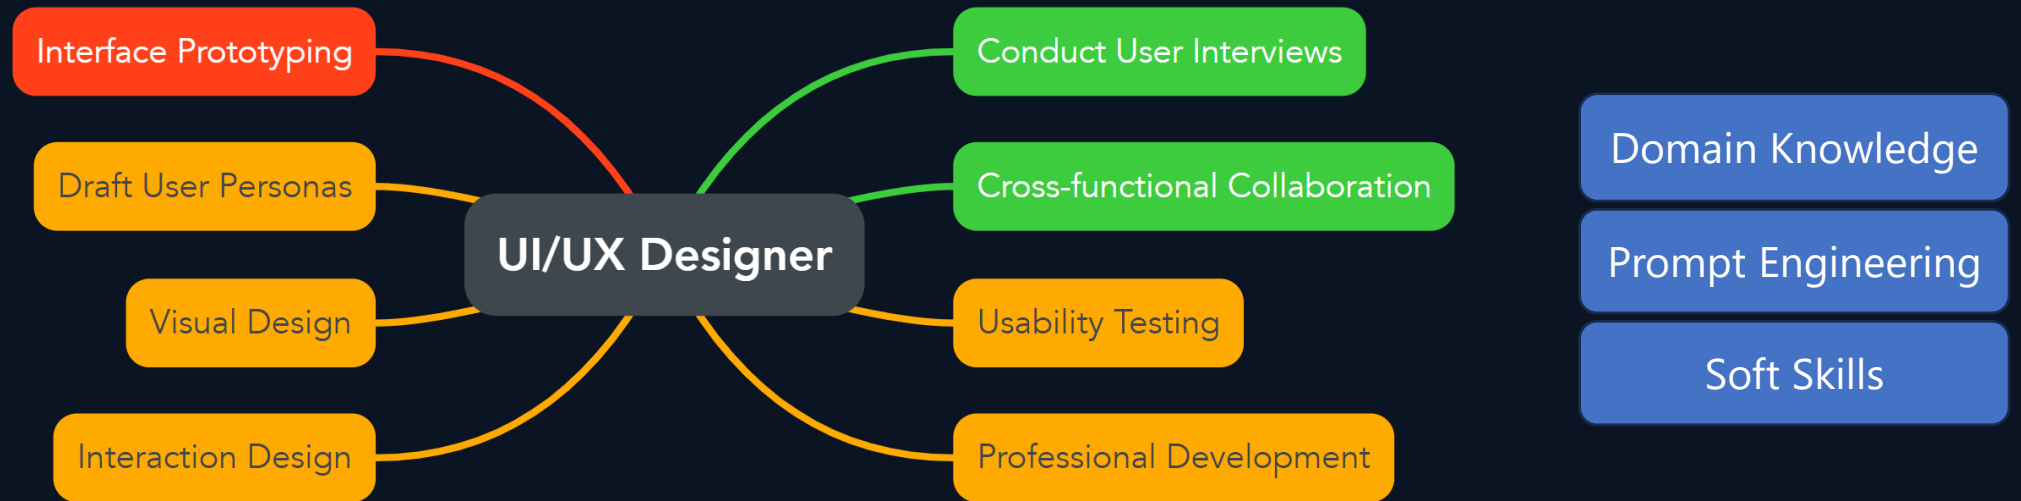 Interface Prototyping
Draft User Personas
Visual Design
Interaction Design
UI/UX Designer
Conduct User Interviews
Cross-functional Collaboration
Usability Testing
Professional Development
Domain Knowledge
Prompt Engineering
Soft Skills